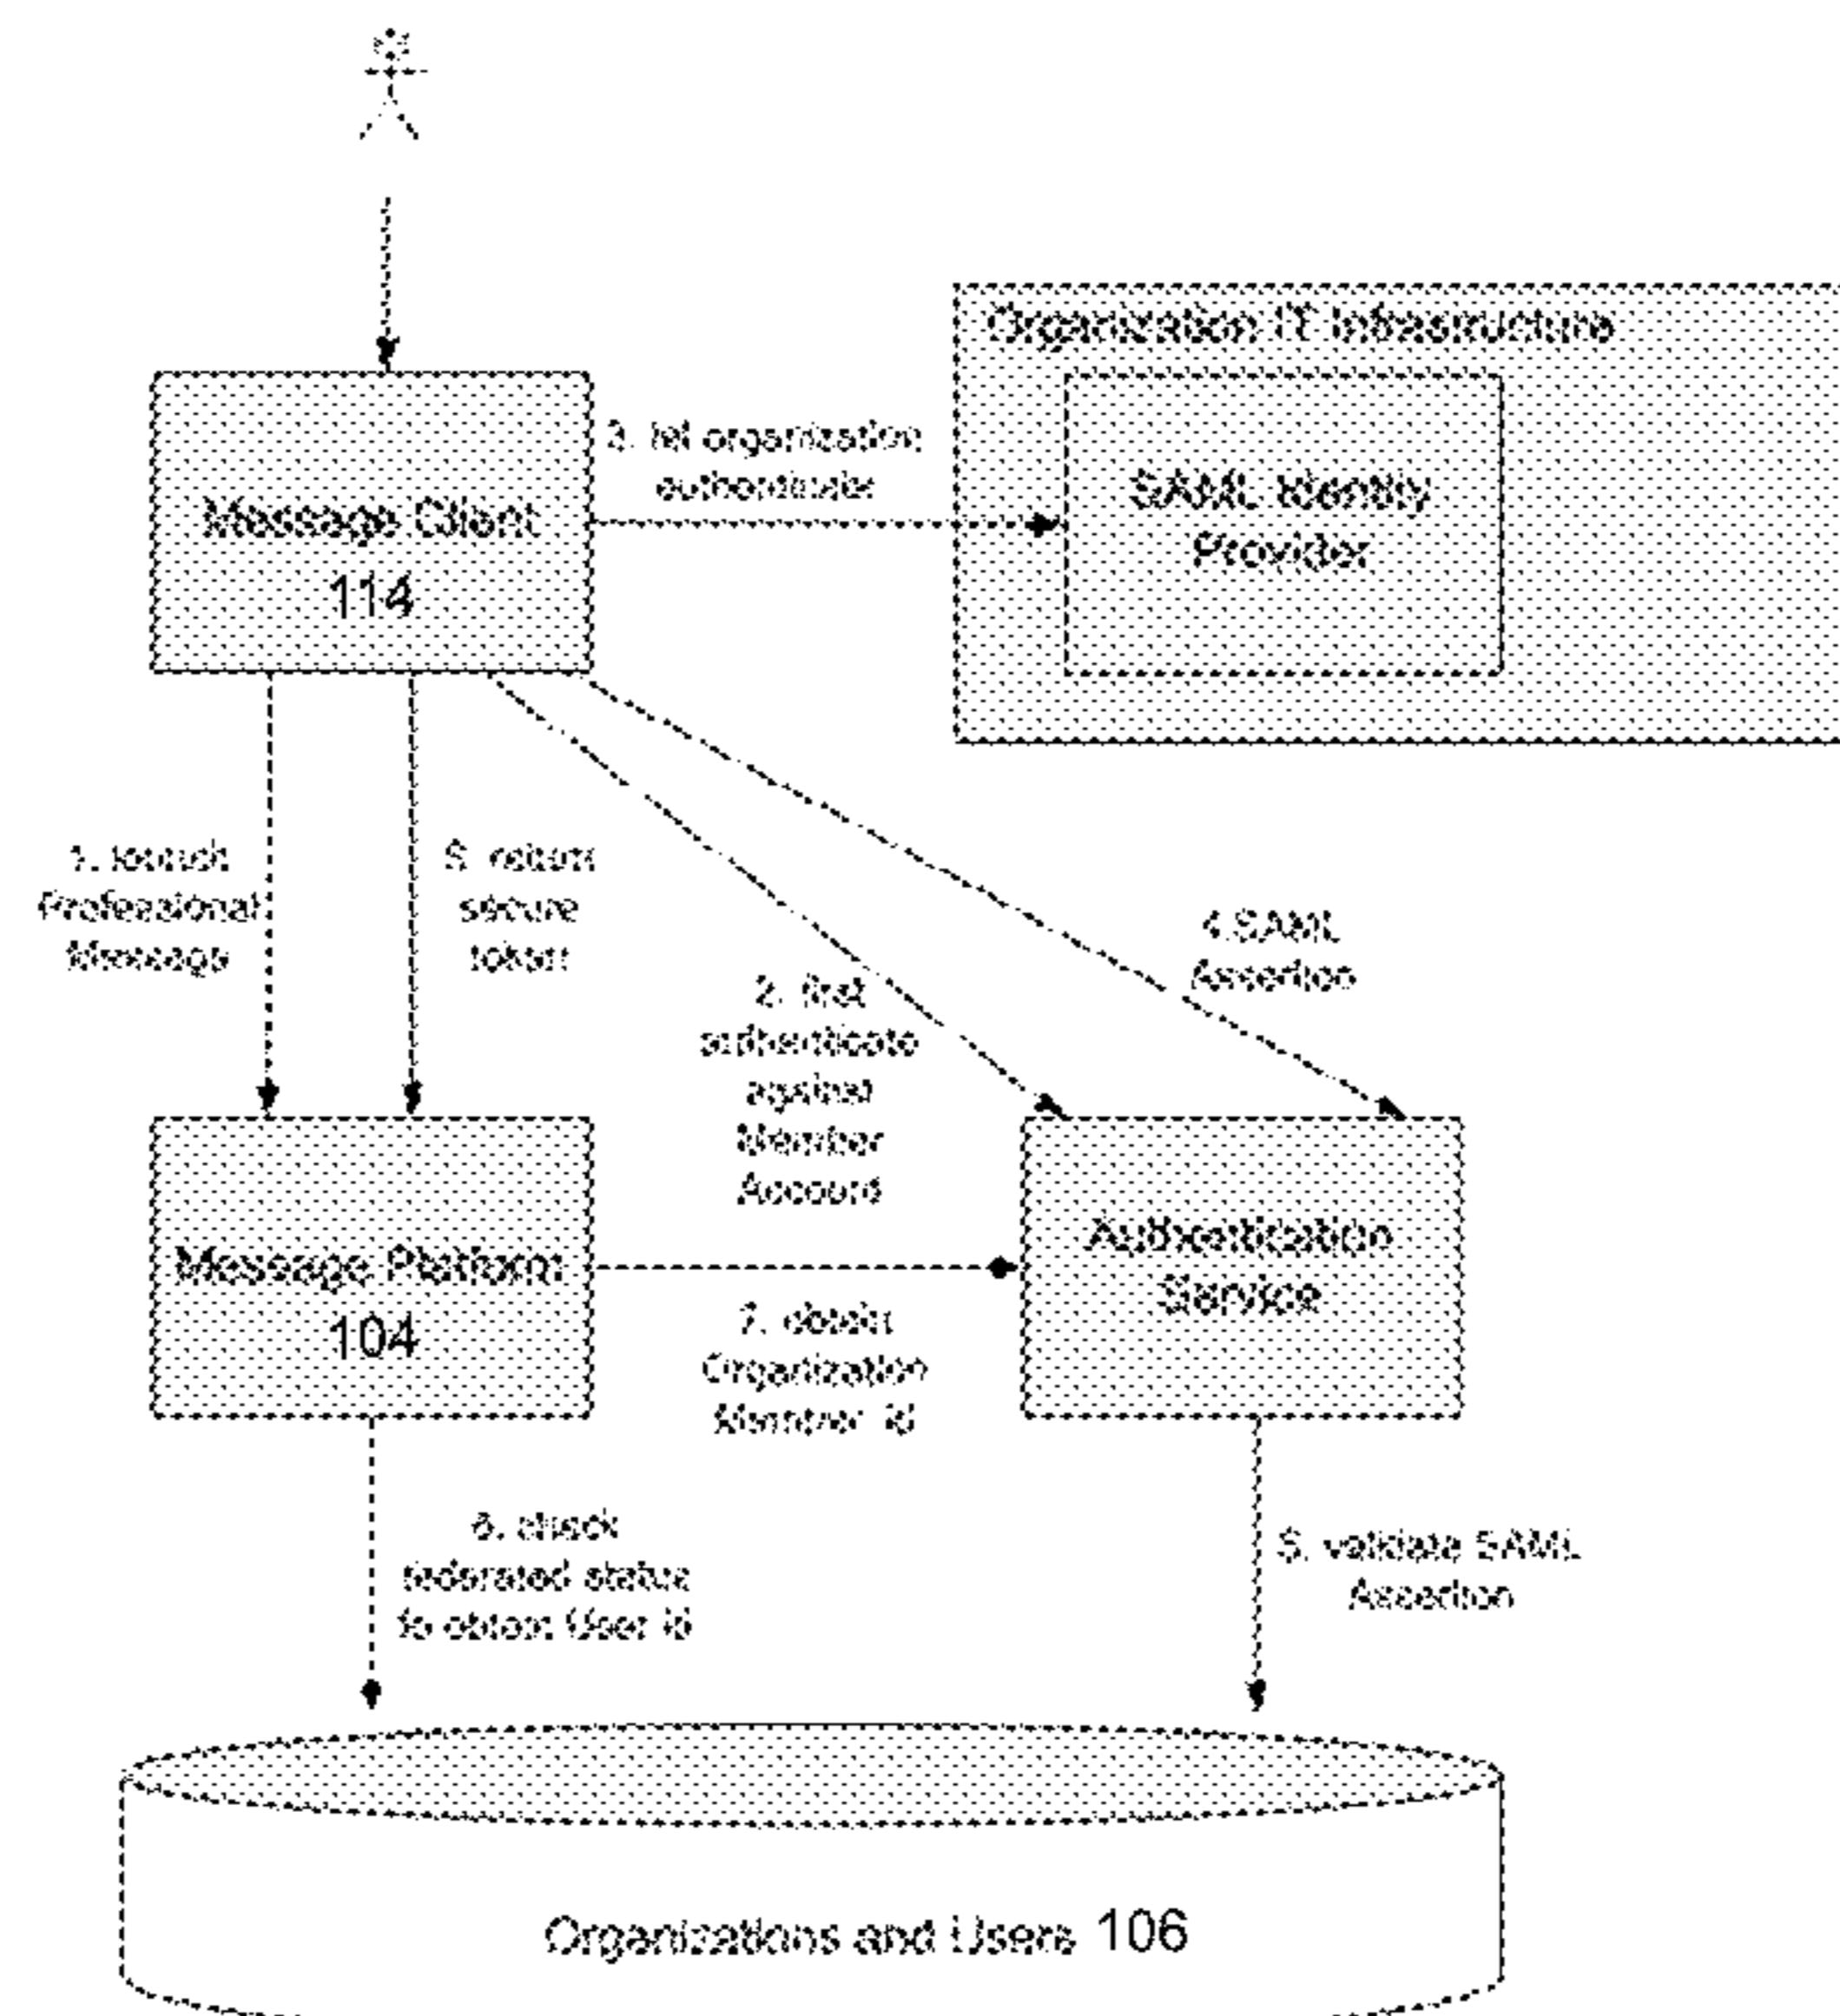 Organization IT Infrastructure
3. let organization
authenticate
SAML Identity
Provider
Message Client
114
1. launch
Professional
Message
return
secure
token
4.SAML
Assertion
2. first
authenticate
against
Member
Account
Message Platform
104
Authentication
Service
7. obtain
Organization
Member id
6. check
federated status
to obtain User id
5. validate SAML
Assertion
Organizations and Users 106